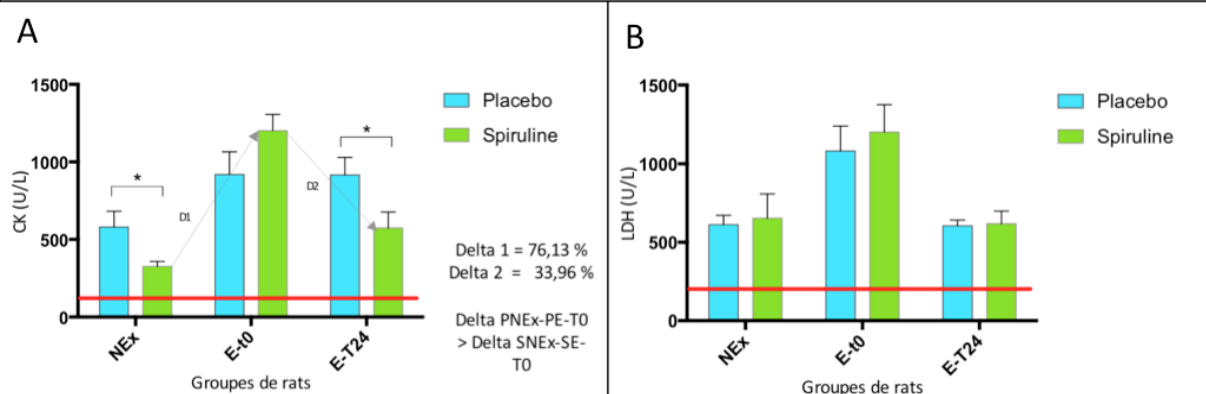 A
1500
1000
500
0
CK (U/L)
*
D1
D2
*
NEx
E-t0
E-T24
Groupes de rats
Placebo
Spiruline
Delta 1 = 76,13 %
Delta 2 = 33,96 %
Delta PNEx-PE-T0
> Delta SNEx-SE-
T0
B
1500
1000
500
0
LDH (U/L)
NEx
E-t0
E-T24
Groupes de rats
Placebo
Spiruline